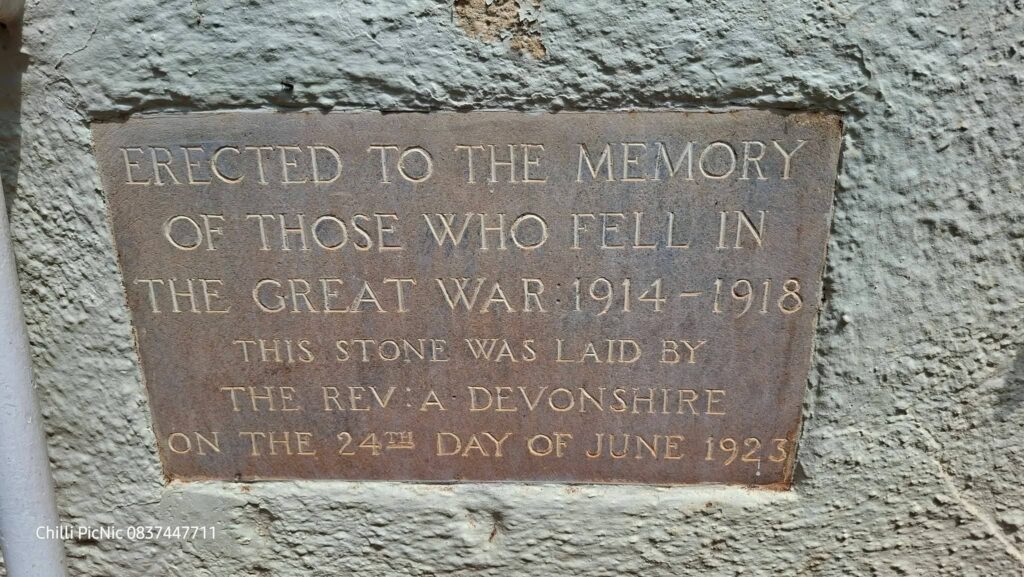 ERECTED TO THE MEMORY
OF THOSE WHO FELL IN
THE GREAT WAR: 1914-1918
THIS STONE WAS LAID BY
THE REV: A DEVONSHIRE
ON THE 24TH DAY OF JUNE 1923
Chilli PicNic 0837447711